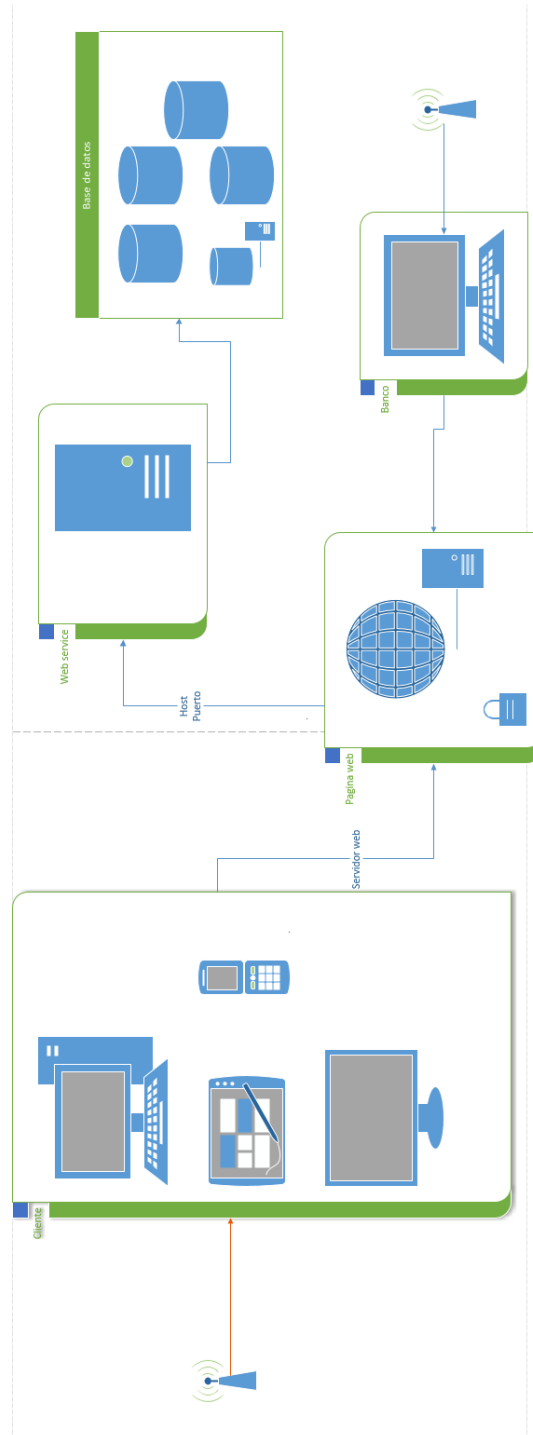 Base de datos
Banco
Web service
Host
Puerto
Pagina web
Servidor web
Cliente